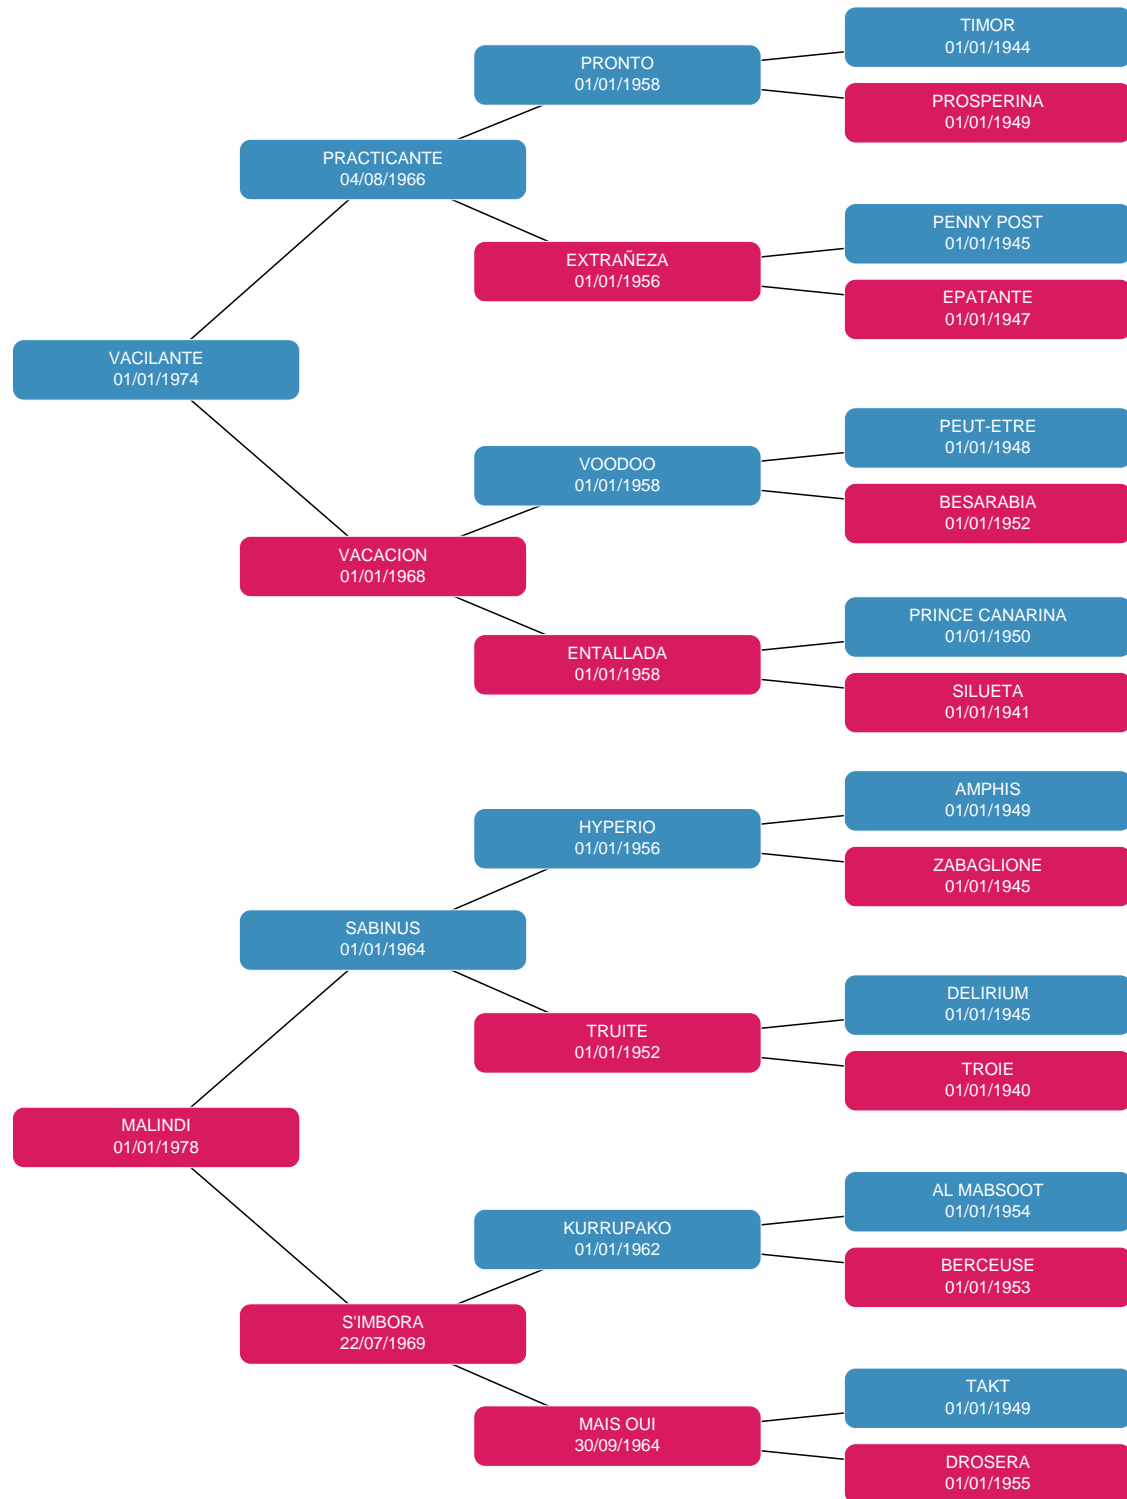 TIMOR
01/01/1944
PRONTO
01/01/1958
PROSPERINA
01/01/1949
PRACTICANTE
04/08/1966
PENNY POST
01/01/1945
EXTRAÑEZA
01/01/1956
EPATANTE
01/01/1947
VACILANTE
01/01/1974
PEUT-ETRE
01/01/1948
VOODOO
01/01/1958
BESARABIA
01/01/1952
VACACION
01/01/1968
PRINCE CANARINA
01/01/1950
ENTALLADA
01/01/1958
SILUETA
01/01/1941
AMPHIS
01/01/1949
HYPERIO
01/01/1956
ZABAGLIONE
01/01/1945
SABINUS
01/01/1964
DELIRIUM
01/01/1945
TRUITE
01/01/1952
TROIE
01/01/1940
MALINDI
01/01/1978
AL MABSOOT
01/01/1954
KURRUPAKO
01/01/1962
BERCEUSE
01/01/1953
S'IMBORA
22/07/1969
TAKT
01/01/1949
MAIS OUI
30/09/1964
DROSERA
01/01/1955